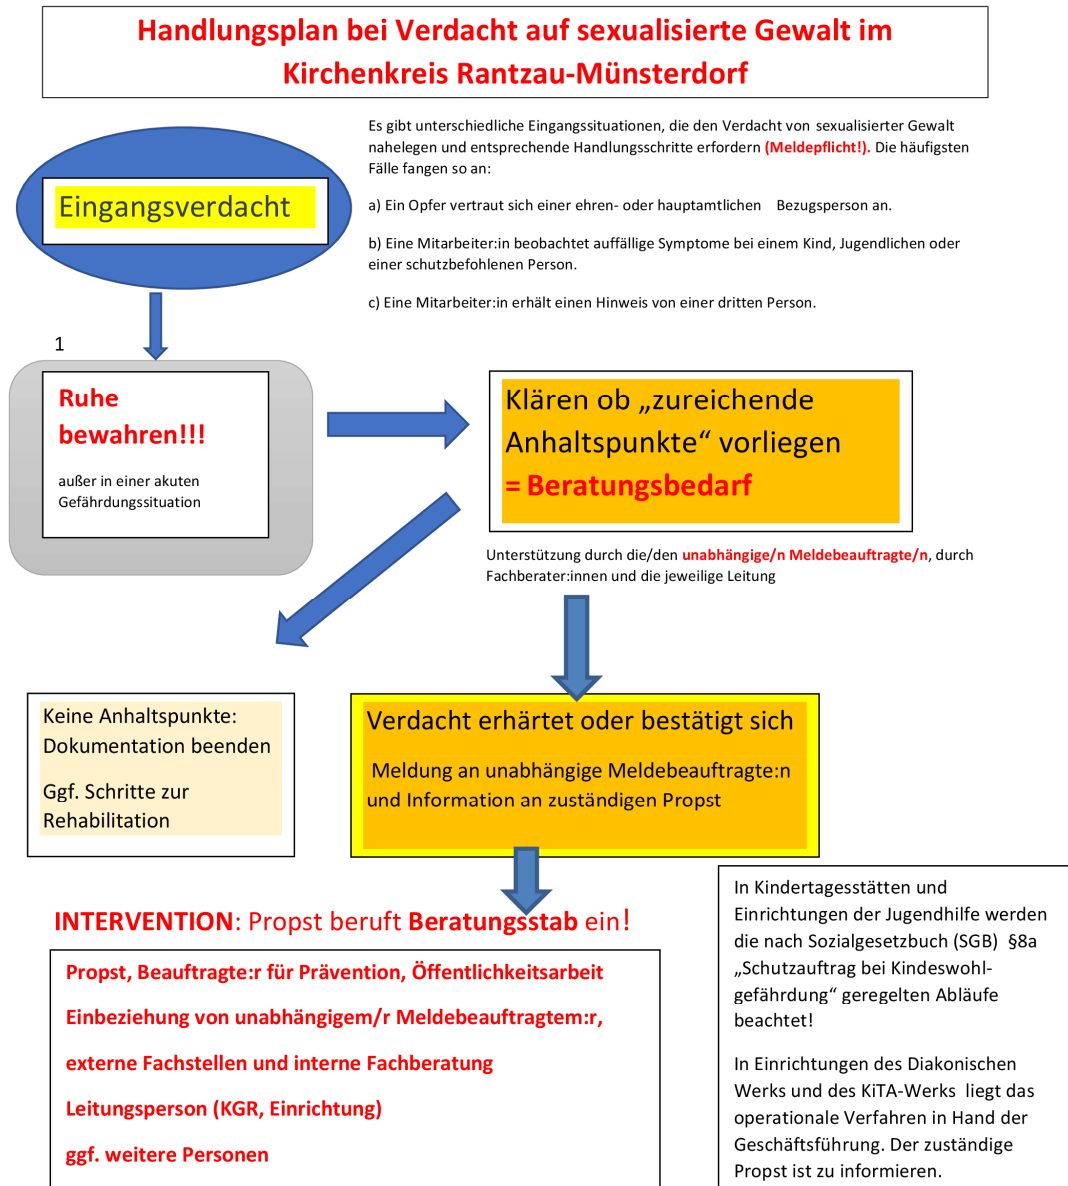 Handlungsplan bei Verdacht auf sexualisierte Gewalt im
Kirchenkreis Rantzau-Münsterdorf
Eingangsverdacht
Es gibt unterschiedliche Eingangssituationen, die den Verdacht von sexualisierter Gewalt
nahelegen und entsprechende Handlungsschritte erfordern (Meldepflicht!). Die häufigsten
Fälle fangen so an:
a) Ein Opfer vertraut sich einer ehren- oder hauptamtlichen Bezugsperson an.
b) Eine Mitarbeiter:in beobachtet auffällige Symptome bei einem Kind, Jugendlichen oder
einer schutzbefohlenen Person.
c) Eine Mitarbeiter:in erhält einen Hinweis von einer dritten Person.
1
Ruhe
bewahren!!!
außer in einer akuten
Gefährdungssituation
Klären ob „zureichende
Anhaltspunkte“ vorliegen
= Beratungsbedarf
Unterstützung durch die/den unabhängige/n Meldebeauftragte/n, durch
Fachberater:innen und die jeweilige Leitung
Keine Anhaltspunkte:
Dokumentation beenden
Ggf. Schritte zur
Rehabilitation
Verdacht erhärtet oder bestätigt sich
Meldung an unabhängige Meldebeauftragte:n
und Information an zuständigen Propst
INTERVENTION: Propst beruft Beratungsstab ein!
Propst, Beauftragte:r für Prävention, Öffentlichkeitsarbeit
Einbeziehung von unabhängigem/r Meldebeauftragtem:r,
externe Fachstellen und interne Fachberatung
Leitungsperson (KGR, Einrichtung)
ggf. weitere Personen
In Kindertagesstätten und
Einrichtungen der Jugendhilfe werden
die nach Sozialgesetzbuch (SGB) §8a
„Schutzauftrag bei Kindeswohl-
gefährdung“ geregelten Abläufe
beachtet!
In Einrichtungen des Diakonischen
Werks und des KiTA-Werks liegt das
operationale Verfahren in Hand der
Geschäftsführung. Der zuständige
Propst ist zu informieren.